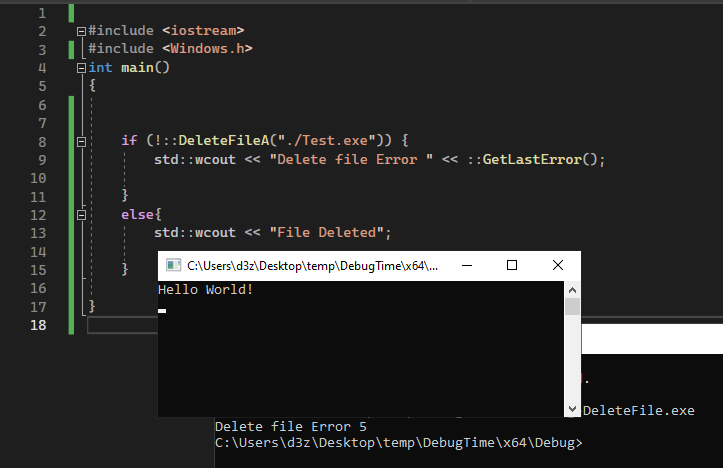 1
2 #include <iostream>
3 #include <Windows.h>
4 int main()
5 {
6
7
8 if (!::DeleteFileA("./Test.exe")) {
9 std::wcout << "Delete file Error " << ::GetLastError();
10
11 }
12 else{
13 std::wcout << "File Deleted";
14
15 }
16
17 }
18
C:\Users\d3z\Desktop\temp\DebugTime\x64\...
Hello World!
DeleteFile.exe
Delete file Error 5
C:\Users\d3z\Desktop\temp\DebugTime\x64\Debug>